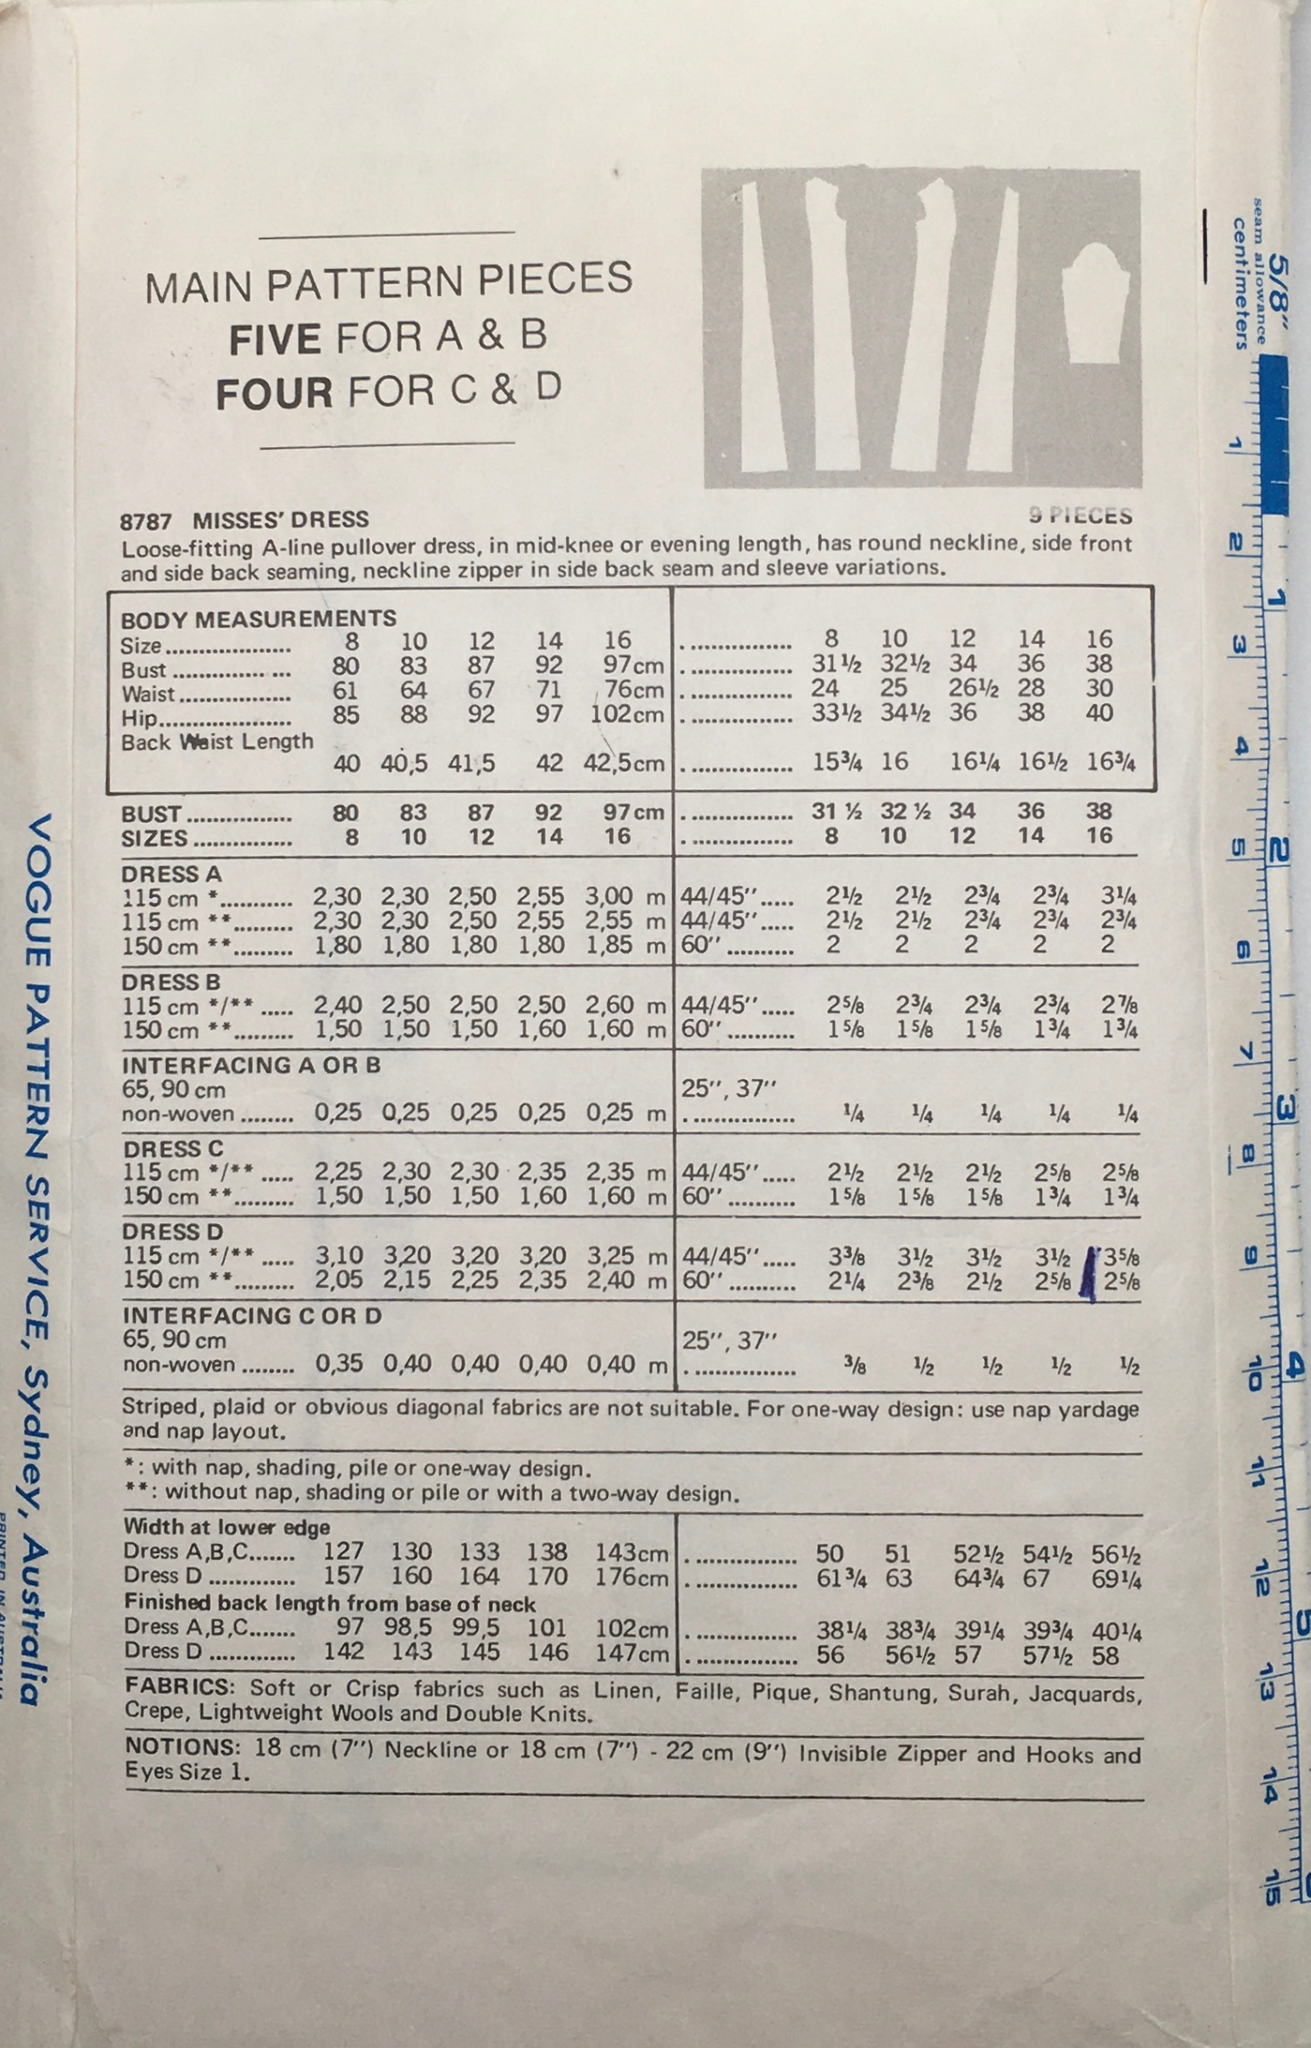 MAIN PATTERN PIECES
FIVE FOR A & B
FOUR FOR C & D
8787 MISSES' DRESS 9 PIECES
Loose-fitting A-line pullover dress, in mid-knee or evening length, has round neckline, side front
and side back seaming, neckline zipper in side back seam and sleeve variations.
BODY MEASUREMENTS
Size 8 10 12 14 16 8 10 12 14 16
Bust 80 83 87 92 97cm 31½ 32½ 34 36 38
Waist 61 64 67 71 76cm 24 25 26½ 28 30
Hip 85 88 92 97 102cm 33½ 34½ 36 38 40
Back Waist Length
40 40,5 41,5 42 42,5cm 15¾ 16 16¼ 16½ 16¾
BUST 80 83 87 92 97cm 31 ½ 32 ½ 34 36 38
SIZES 8 10 12 14 16 8 10 12 14 16
DRESS A
115 cm * 2,30 2,30 2,50 2,55 3,00 m 44/45" 2½ 2½ 2¾ 2¾ 3¼
115 cm ** 2,30 2,30 2,50 2,55 2,55 m 44/45" 2½ 2½ 2¾ 2¾ 2¾
150 cm ** 1,80 1,80 1,80 1,80 1,85 m 60" 2 2 2 2 2
DRESS B
115 cm */** 2,40 2,50 2,50 2,50 2,60 m 44/45" 2⅝ 2¾ 2¾ 2¾ 2⅞
150 cm ** 1,50 1,50 1,50 1,60 1,60 m 60" 1⅝ 1⅝ 1⅝ 1¾ 1¾
INTERFACING A OR B
65, 90 cm 25", 37"
non-woven 0,25 0,25 0,25 0,25 0,25 m ¼ ¼ ¼ ¼ ¼
DRESS C
115 cm */** 2,25 2,30 2,30 2,35 2,35 m 44/45" 2½ 2½ 2½ 2⅝ 2⅝
150 cm ** 1,50 1,50 1,50 1,60 1,60 m 60" 1⅝ 1⅝ 1⅝ 1¾ 1¾
DRESS D
115 cm */** 3,10 3,20 3,20 3,20 3,25 m 44/45" 3⅜ 3½ 3½ 3½ 3⅝
150 cm ** 2,05 2,15 2,25 2,35 2,40 m 60" 2¼ 2⅜ 2½ 2⅝ 2⅝
INTERFACING C OR D
65, 90 cm 25", 37"
non-woven 0,35 0,40 0,40 0,40 0,40 m ⅜ ½ ½ ½ ½
Striped, plaid or obvious diagonal fabrics are not suitable. For one-way design: use nap yardage
and nap layout.
*: with nap, shading, pile or one-way design.
**: without nap, shading or pile or with a two-way design.
Width at lower edge
Dress A,B,C 127 130 133 138 143cm 50 51 52½ 54½ 56½
Dress D 157 160 164 170 176cm 61¾ 63 64¾ 67 69¼
Finished back length from base of neck
Dress A,B,C 97 98,5 99,5 101 102cm 38¼ 38¾ 39¼ 39¾ 40¼
Dress D 142 143 145 146 147cm 56 56½ 57 57½ 58
FABRICS: Soft or Crisp fabrics such as Linen, Faille, Pique, Shantung, Surah, Jacquards,
Crepe, Lightweight Wools and Double Knits.
NOTIONS: 18 cm (7") Neckline or 18 cm (7") - 22 cm (9") Invisible Zipper and Hooks and
Eyes Size 1.
VOGUE PATTERN SERVICE, Sydney, Australia
5/8"
seam allowance
centimeters
1 2 3 4 5 6 7 8 9 10 11 12 13 14 15
1 2 3 4 5